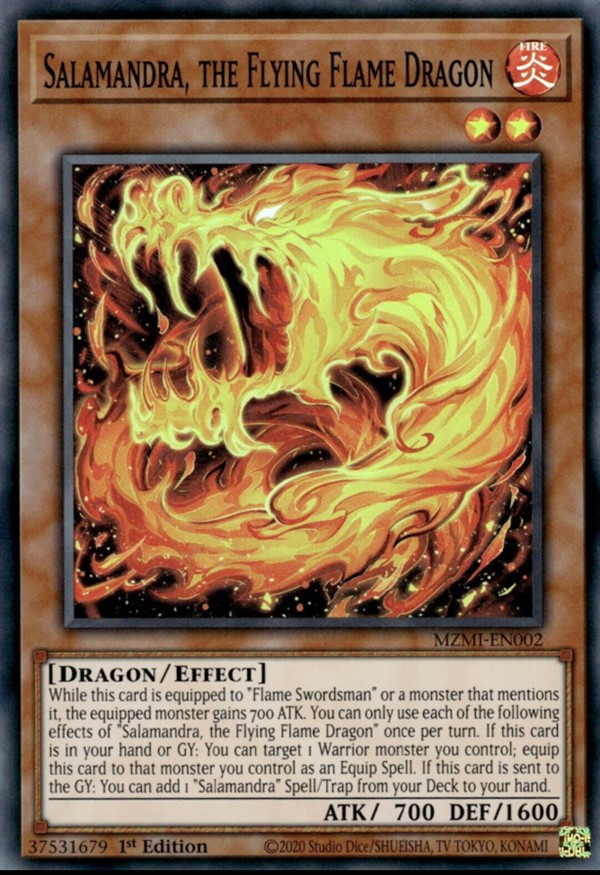 SALAMANDRA, THE FLYING FLAME DRAGON
FIRE
炎
MZMI-EN002
[DRAGON/EFFECT]
While this card is equipped to "Flame Swordsman" or a monster that mentions
it, the equipped monster gains 700 ATK. You can only use each of the following
effects of "Salamandra, the Flying Flame Dragon" once per turn. If this card
is in your hand or GY: You can target 1 Warrior monster you control; equip
this card to that monster you control as an Equip Spell. If this card is sent to
the GY: You can add 1 "Salamandra" Spell/Trap from your Deck to your hand.
ATK/ 700 DEF/1600
37531679 1st Edition ©2020 Studio Dice/SHUEISHA, TV TOKYO, KONAMI